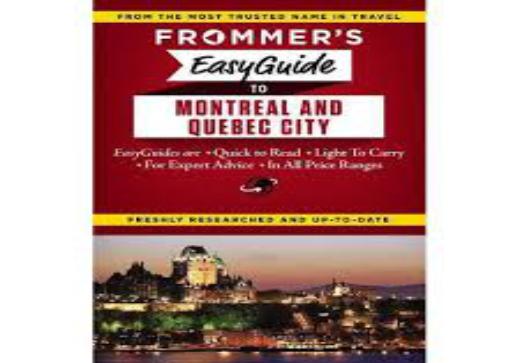 FROM THE MOST TRUSTED NAME IN TRAVEL
FROMMER'S
EasyGuide
TO
MONTREAL AND
QUEBEC CITY
EasyGuides are • Quick to Read • Light To Carry
• For Expert Advice • In All Price Ranges
FRESHLY RESEARCHED AND UP-TO-DATE